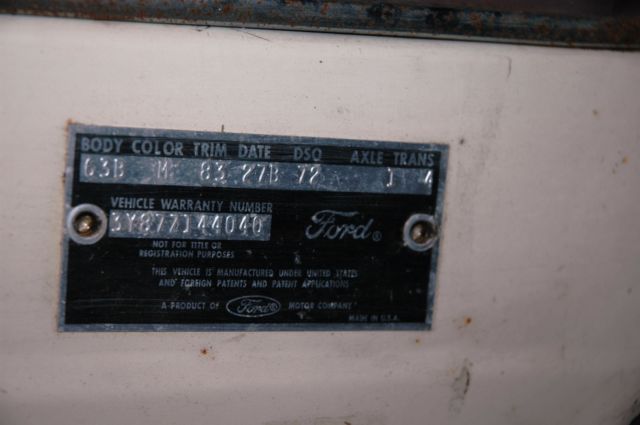 BODY COLOR TRIM DATE DSO AXLE TRANS
63B M 83 27B 72 1 4
VEHICLE WARRANTY NUMBER
3Y87Z144040
Ford®
NOT FOR TITLE OR
REGISTRATION PURPOSES
THIS VEHICLE IS MANUFACTURED UNDER UNITED STATES
AND FOREIGN PATENTS AND PATENT APPLICATIONS
A PRODUCT OF Ford® MOTOR COMPANY
MADE IN U.S.A.